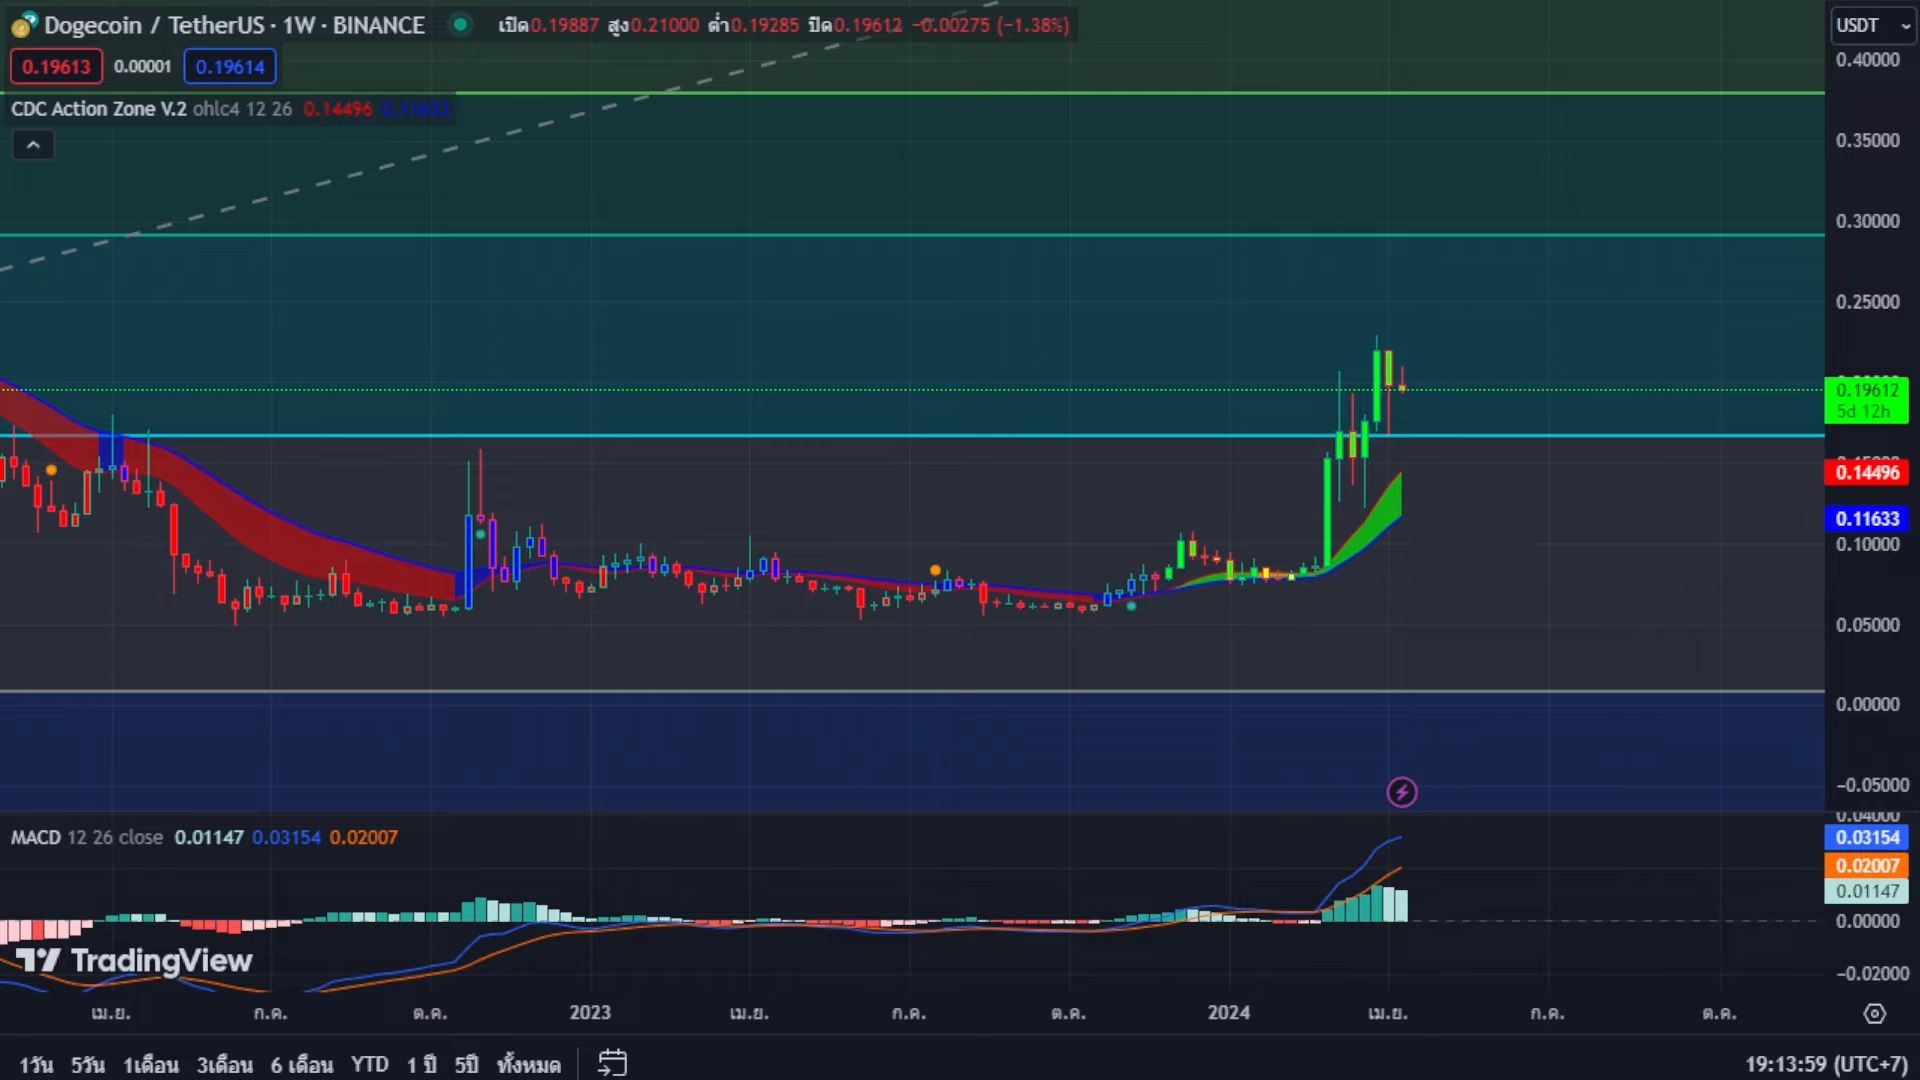 Dogecoin / TetherUS · 1W · BINANCE เปิด0.19887 สูง0.21000 ต่ำ0.19285 ปิด0.19612 −0.00275 (−1.38%)
USDT
0.19613 0.00001 0.19614
CDC Action Zone V.2 ohlc4 12 26 0.14496 0.11633
0.40000
0.35000
0.30000
0.25000
0.19612
5d 12h
0.14496
0.11633
0.10000
0.05000
0.00000
−0.05000
MACD 12 26 close 0.01147 0.03154 0.02007
0.04000
0.03154
0.02007
0.01147
0.00000
−0.02000
TradingView
เม.ย. ก.ค. ต.ค. 2023 เม.ย. ก.ค. ต.ค. 2024 เม.ย. ก.ค. ต.ค.
1วัน 5วัน 1เดือน 3เดือน 6 เดือน YTD 1 ปี 5ปี ทั้งหมด
19:13:59 (UTC+7)